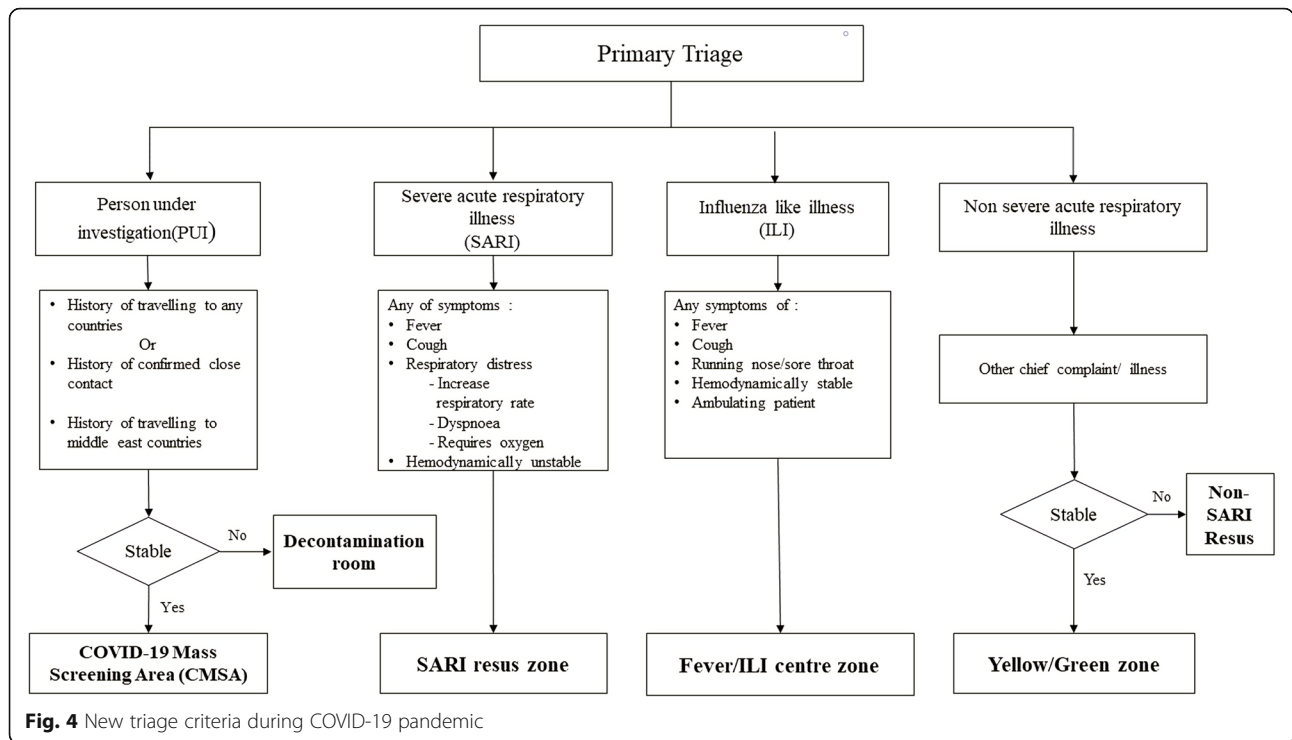 Primary Triage
Person under
investigation(PUI)
• History of travelling to any
countries
Or
• History of confirmed close
contact
• History of travelling to
middle east countries
Stable
No
Decontamination
room
Yes
COVID-19 Mass
Screening Area (CMSA)
Severe acute respiratory
illness
(SARI)
Any of symptoms :
• Fever
• Cough
• Respiratory distress
- Increase
respiratory rate
- Dyspnoea
- Requires oxygen
• Hemodynamically unstable
SARI resus zone
Influenza like illness
(ILI)
Any symptoms of :
• Fever
• Cough
• Running nose/sore throat
• Hemodynamically stable
• Ambulating patient
Fever/ILI centre zone
Non severe acute respiratory
illness
Other chief complaint/ illness
Stable
No
Non-
SARI
Resus
Yes
Yellow/Green zone
Fig. 4 New triage criteria during COVID-19 pandemic